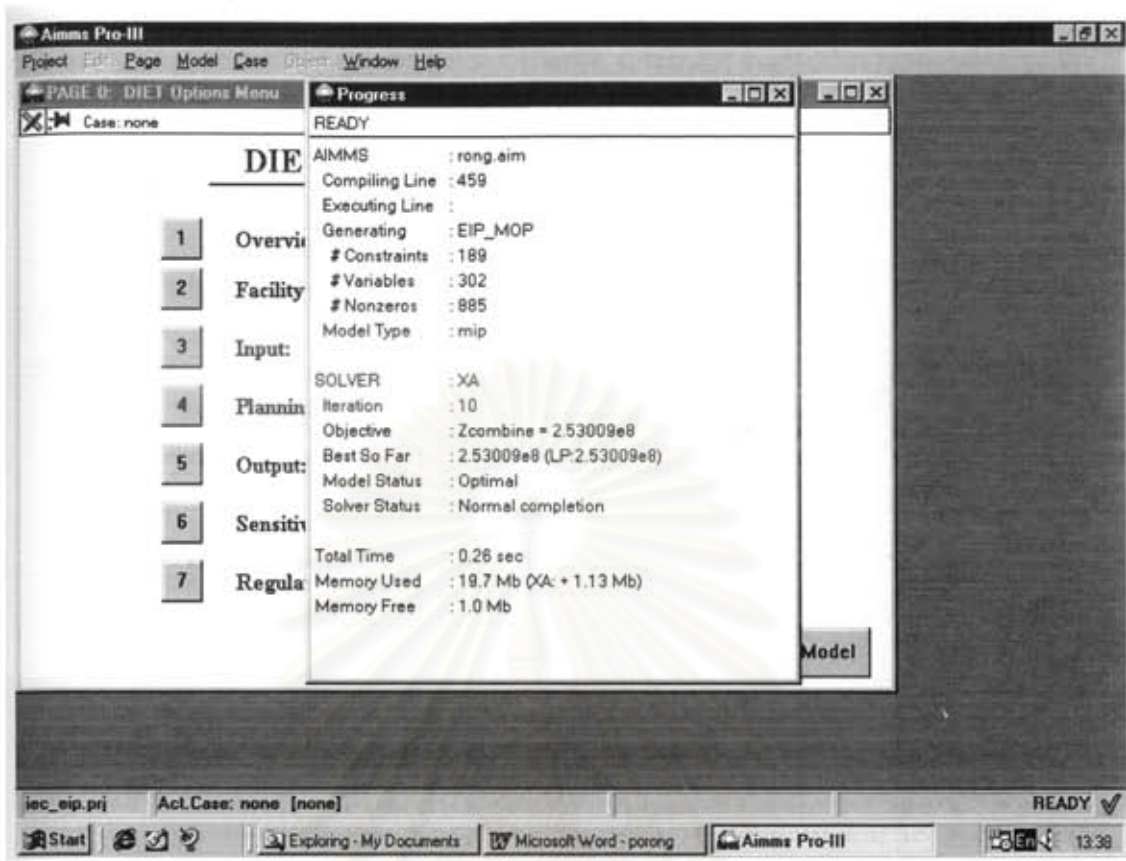 Aimms Pro-III
Project Edit Page Model Case Object Window Help
PAGE 0: DIET Options Menu
Case: none
DIE
1 Overvie
2 Facility
3 Input:
4 Plannin
5 Output:
6 Sensitiv
7 Regula
Model
Progress
READY
AIMMS : rong.aim
Compiling Line : 459
Executing Line :
Generating : EIP_MOP
# Constraints : 189
# Variables : 302
# Nonzeros : 885
Model Type : mip
SOLVER : XA
Iteration : 10
Objective : Zcombine = 2.53009e8
Best So Far : 2.53009e8 (LP:2.53009e8)
Model Status : Optimal
Solver Status : Normal completion
Total Time : 0.26 sec
Memory Used : 19.7 Mb (XA: + 1.13 Mb)
Memory Free : 1.0 Mb
iec_eip.prj Act.Case: none [none] READY
Start Exploring - My Documents Microsoft Word - porong Aimms Pro-III En 13:38